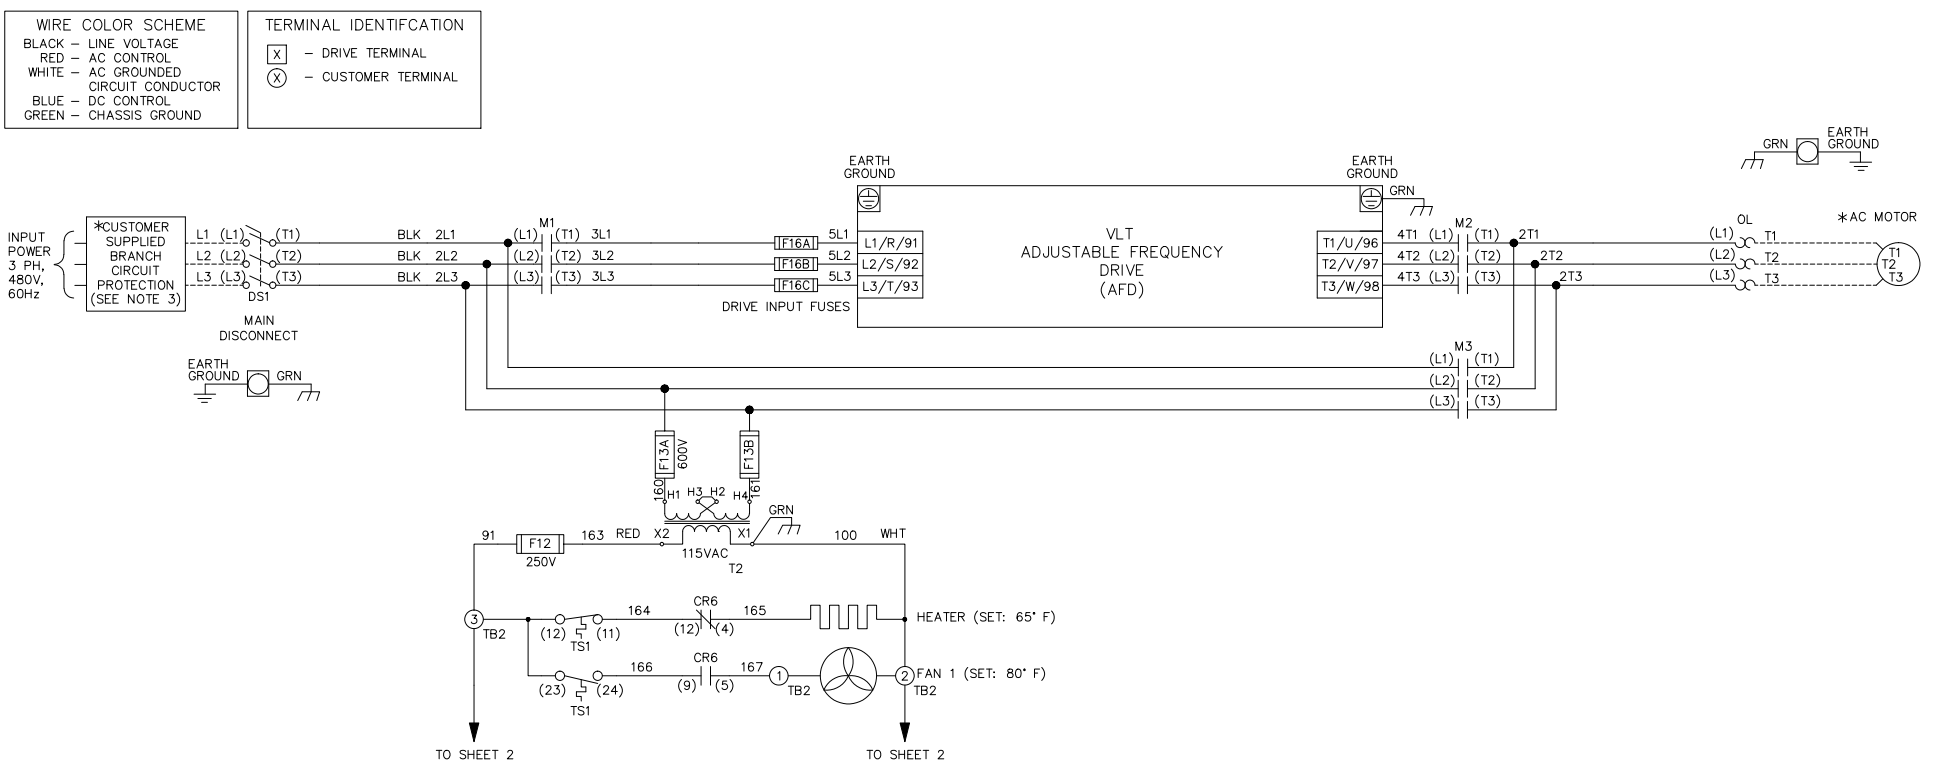 WIRE COLOR SCHEME
BLACK – LINE VOLTAGE
RED – AC CONTROL
WHITE – AC GROUNDED
CIRCUIT CONDUCTOR
BLUE – DC CONTROL
GREEN – CHASSIS GROUND
TERMINAL IDENTIFCATION
X – DRIVE TERMINAL
X – CUSTOMER TERMINAL
INPUT
POWER
3 PH,
480V,
60Hz
*CUSTOMER
SUPPLIED
BRANCH
CIRCUIT
PROTECTION
(SEE NOTE 3)
L1 (L1) (T1) BLK 2L1 (L1) M1 (T1) 3L1 F16A 5L1 L1/R/91
L2 (L2) (T2) BLK 2L2 (L2) (T2) 3L2 F16B 5L2 L2/S/92
L3 (L3) (T3) BLK 2L3 (L3) (T3) 3L3 F16C 5L3 L3/T/93
DS1
MAIN
DISCONNECT
DRIVE INPUT FUSES
EARTH
GROUND
GRN
EARTH
GROUND
VLT
ADJUSTABLE FREQUENCY
DRIVE
(AFD)
EARTH
GROUND
GRN
T1/U/96 4T1 (L1) M2 (T1) 2T1 (L1) OL T1
T2/V/97 4T2 (L2) (T2) 2T2 (L2) T2
T3/W/98 4T3 (L3) (T3) 2T3 (L3) T3
GRN
EARTH
GROUND
*AC MOTOR
T1
T2
T3
M3
(L1) (T1)
(L2) (T2)
(L3) (T3)
F13A
600V
F13B
160
161
H1 H3 H2 H4
GRN
91 F12 163 RED X2 X1 100 WHT
250V
115VAC
T2
3
TB2
(12) (11)
TS1
164
CR6
(12) (4)
165
HEATER (SET: 65° F)
(23) (24)
TS1
166
CR6
(9) (5)
167
1
TB2
2
TB2
FAN 1 (SET: 80° F)
TO SHEET 2
TO SHEET 2